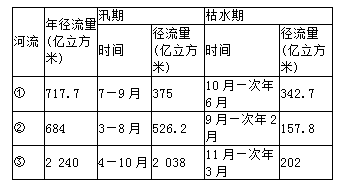 河流 年径流量(亿立方米) 汛期 枯水期
时间 径流量(亿立方米) 时间 径流量(亿立方米)
① 717.7 7－9月 375 10月－次年6月 342.7
② 684 3－8月 526.2 9月－次年2月 157.8
③ 2 240 4－10月 2 038 11月－次年3月 202